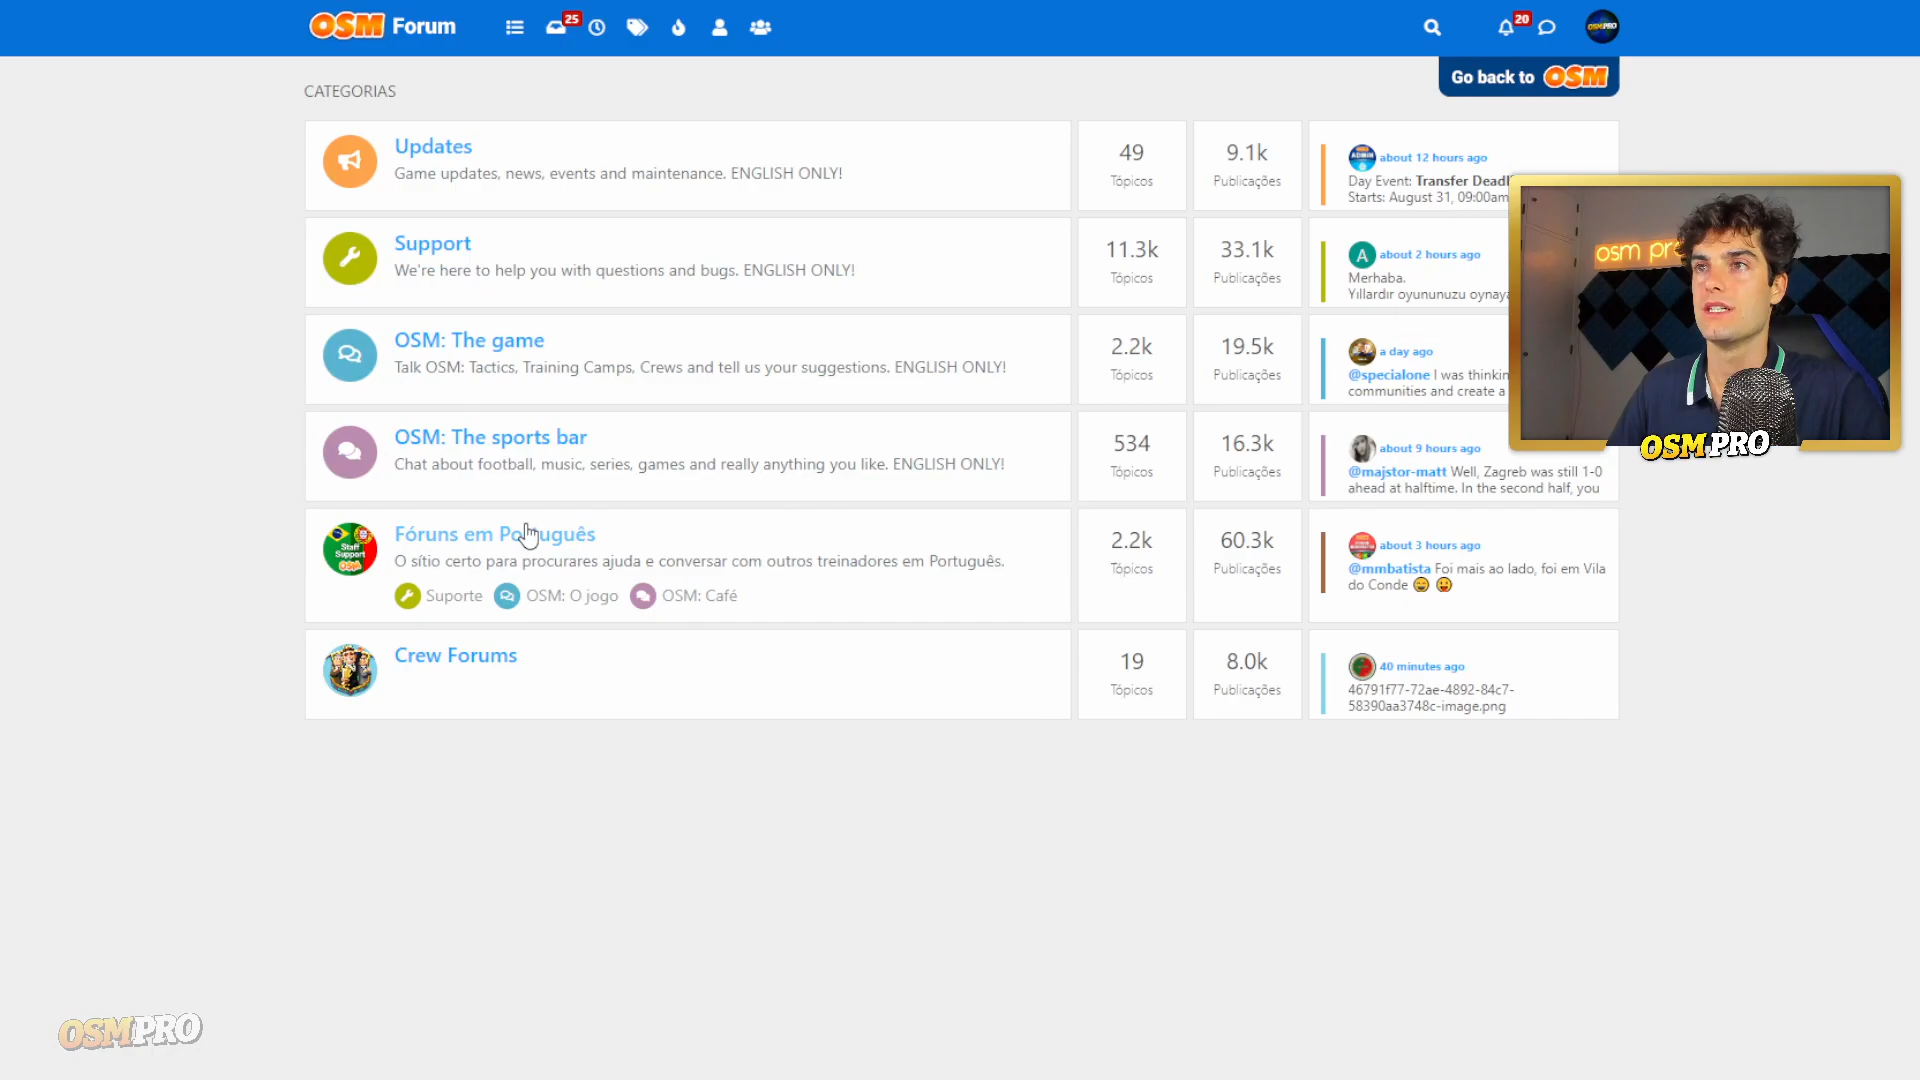 OSM Forum
25
20
OSMPRO
Go back to OSM
CATEGORIAS
Updates
Game updates, news, events and maintenance. ENGLISH ONLY!
49
Tópicos
9.1k
Publicações
ADMIN
about 12 hours ago
Day Event: Transfer Deadl
Starts: August 31, 09:00am
Support
We're here to help you with questions and bugs. ENGLISH ONLY!
11.3k
Tópicos
33.1k
Publicações
A
about 2 hours ago
Merhaba.
Yıllardır oyununuzu oynaya
OSM: The game
Talk OSM: Tactics, Training Camps, Crews and tell us your suggestions. ENGLISH ONLY!
2.2k
Tópicos
19.5k
Publicações
a day ago
@specialone I was thinkin
communities and create a
OSM: The sports bar
Chat about football, music, series, games and really anything you like. ENGLISH ONLY!
534
Tópicos
16.3k
Publicações
about 9 hours ago
@majstor-matt Well, Zagreb was still 1-0
ahead at halftime. In the second half, you
Staff
Support
OSM
Fóruns em Português
O sítio certo para procurares ajuda e conversar com outros treinadores em Português.
Suporte OSM: O jogo OSM: Café
2.2k
Tópicos
60.3k
Publicações
about 3 hours ago
@mmbatista Foi mais ao lado, foi em Vila
do Conde 😄 😜
Crew Forums
19
Tópicos
8.0k
Publicações
40 minutes ago
46791f77-72ae-4892-84c7-
58390aa3748c-image.png
osm pr
OSMPRO
OSMPRO